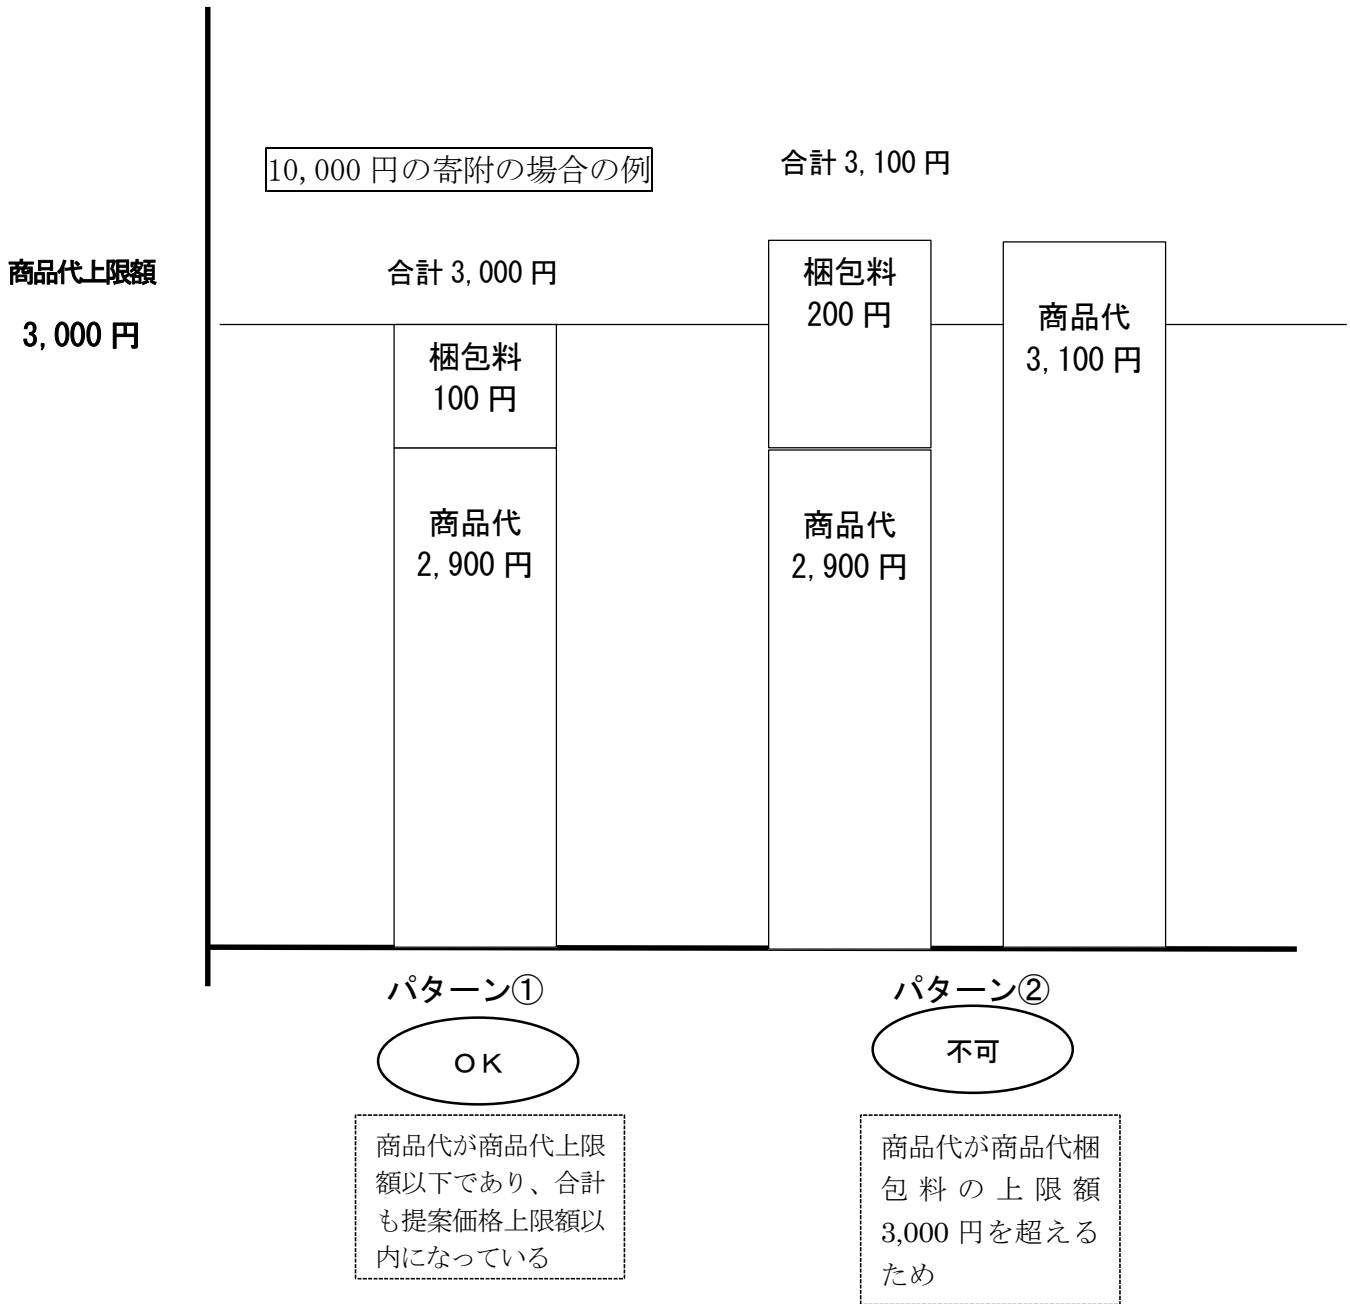 10,000 円の寄附の場合の例
合計 3,100 円
商品代上限額
3,000 円
合計 3,000 円
梱包料
100 円
商品代
2,900 円
梱包料
200 円
商品代
2,900 円
商品代
3,100 円
パターン①
OK
商品代が商品代上限
額以下であり、合計
も提案価格上限額以
内になっている
パターン②
不可
商品代が商品代梱
包料の上限額
3,000 円を超える
ため